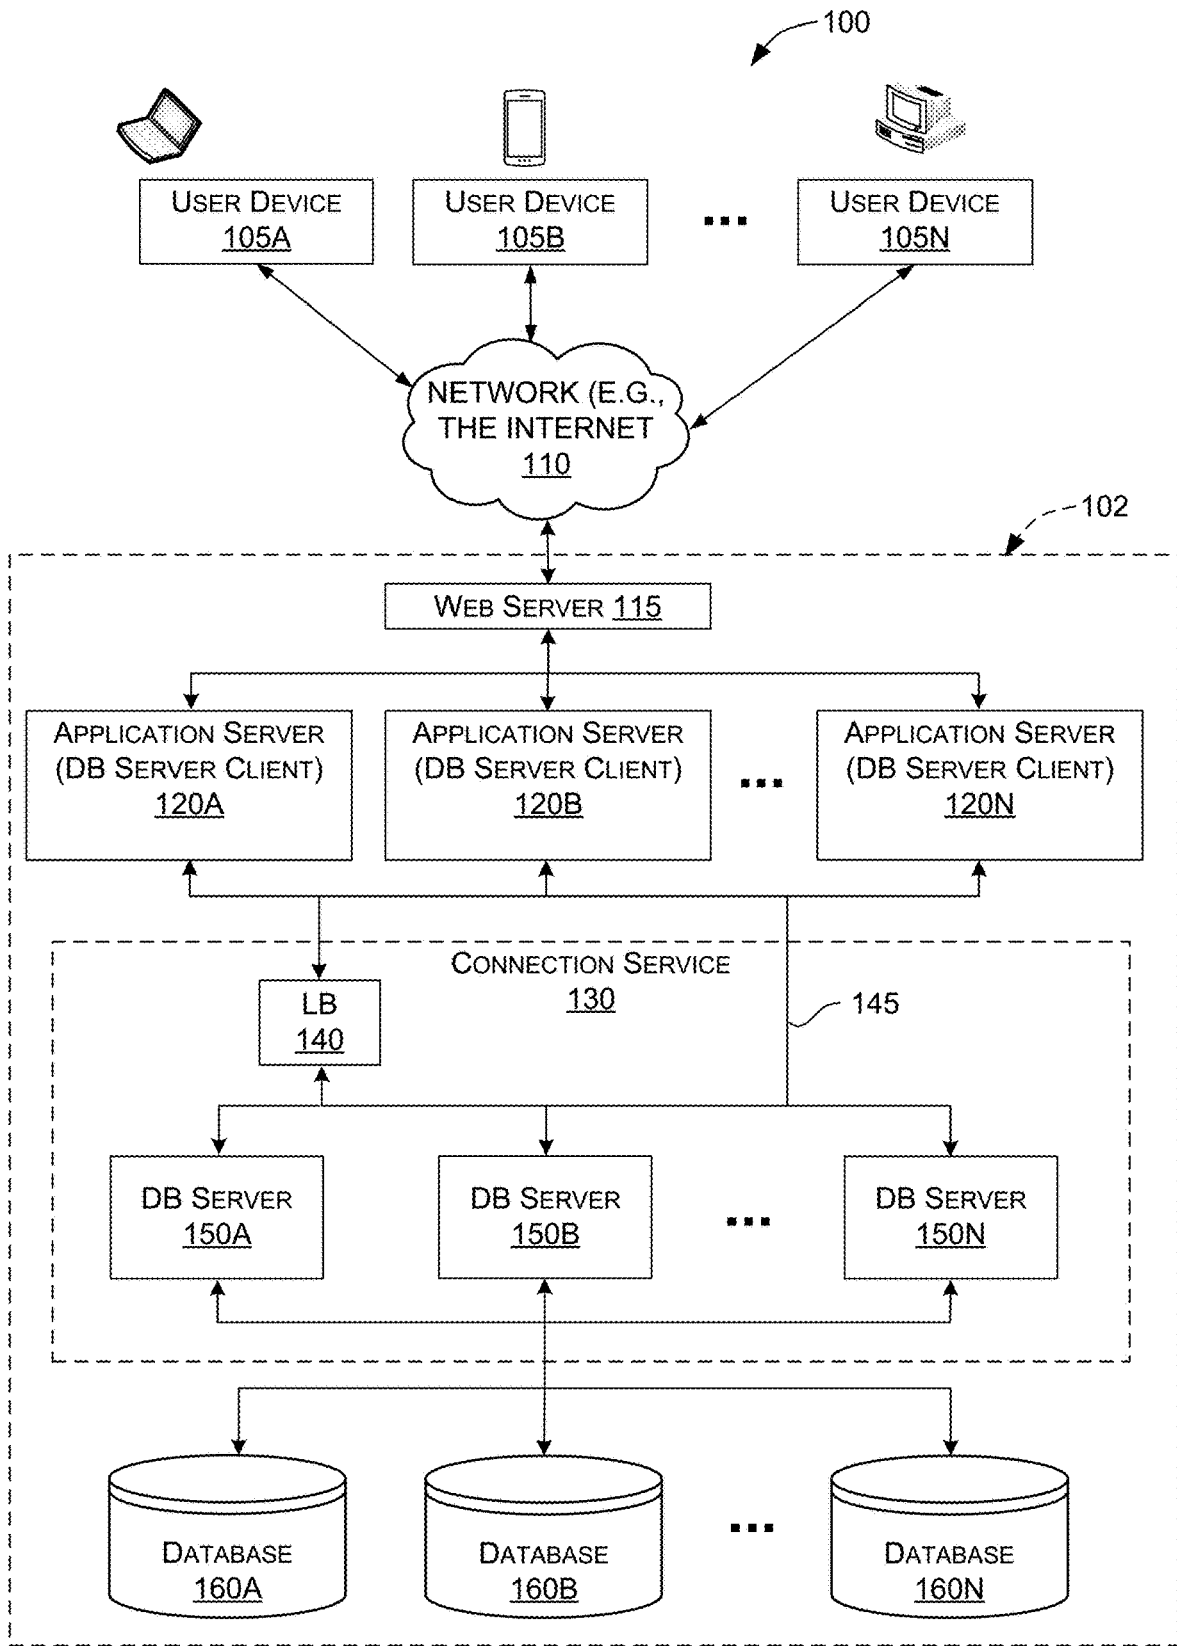 100
USER DEVICE
105A
USER DEVICE
105B
...
USER DEVICE
105N
NETWORK (E.G.,
THE INTERNET
110
102
WEB SERVER 115
APPLICATION SERVER
(DB SERVER CLIENT)
120A
APPLICATION SERVER
(DB SERVER CLIENT)
120B
...
APPLICATION SERVER
(DB SERVER CLIENT)
120N
CONNECTION SERVICE
130
LB
140
145
DB SERVER
150A
DB SERVER
150B
...
DB SERVER
150N
DATABASE
160A
DATABASE
160B
...
DATABASE
160N